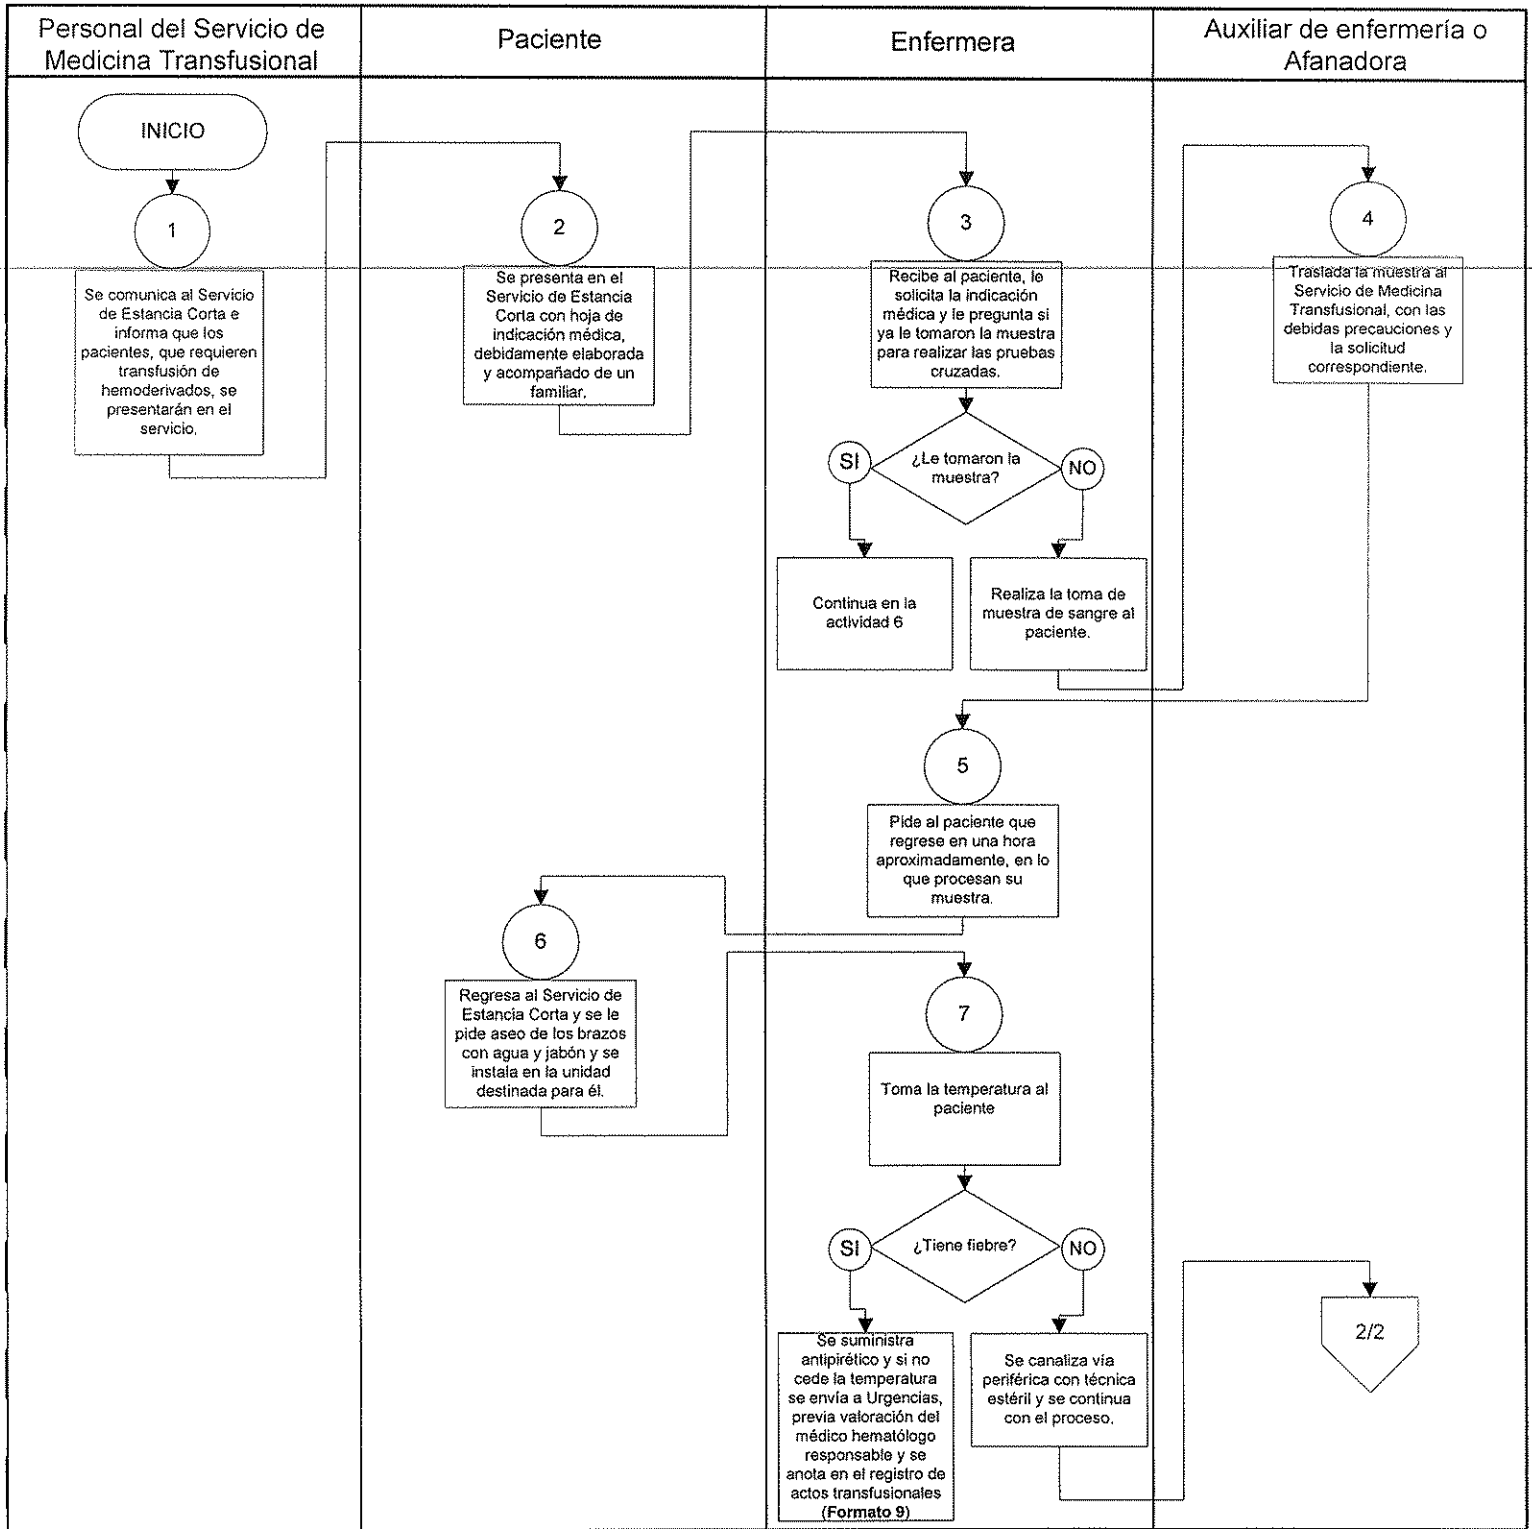 Personal del Servicio de
Medicina Transfusional
Paciente
Enfermera
Auxiliar de enfermería o
Afanadora
INICIO
1
Se comunica al Servicio
de Estancia Corta e
informa que los
pacientes, que requieren
transfusión de
hemoderivados, se
presentarán en el
servicio.
2
Se presenta en el
Servicio de Estancia
Corta con hoja de
indicación médica,
debidamente elaborada
y acompañado de un
familiar.
3
Recibe al paciente, le
solicita la indicación
médica y le pregunta si
ya le tomaron la muestra
para realizar las pruebas
cruzadas.
¿Le tomaron la
muestra?
SI
NO
Continua en la
actividad 6
Realiza la toma de
muestra de sangre al
paciente.
4
Traslada la muestra al
Servicio de Medicina
Transfusional, con las
debidas precauciones y
la solicitud
correspondiente.
5
Pide al paciente que
regrese en una hora
aproximadamente, en lo
que procesan su
muestra.
6
Regresa al Servicio de
Estancia Corta y se le
pide aseo de los brazos
con agua y jabón y se
instala en la unidad
destinada para él.
7
Toma la temperatura al
paciente
¿Tiene fiebre?
SI
NO
Se suministra
antipirético y si no
cede la temperatura
se envía a Urgencias,
previa valoración del
médico hematólogo
responsable y se
anota en el registro de
actos transfusionales
(Formato 9)
Se canaliza vía
periférica con técnica
estéril y se continua
con el proceso.
2/2